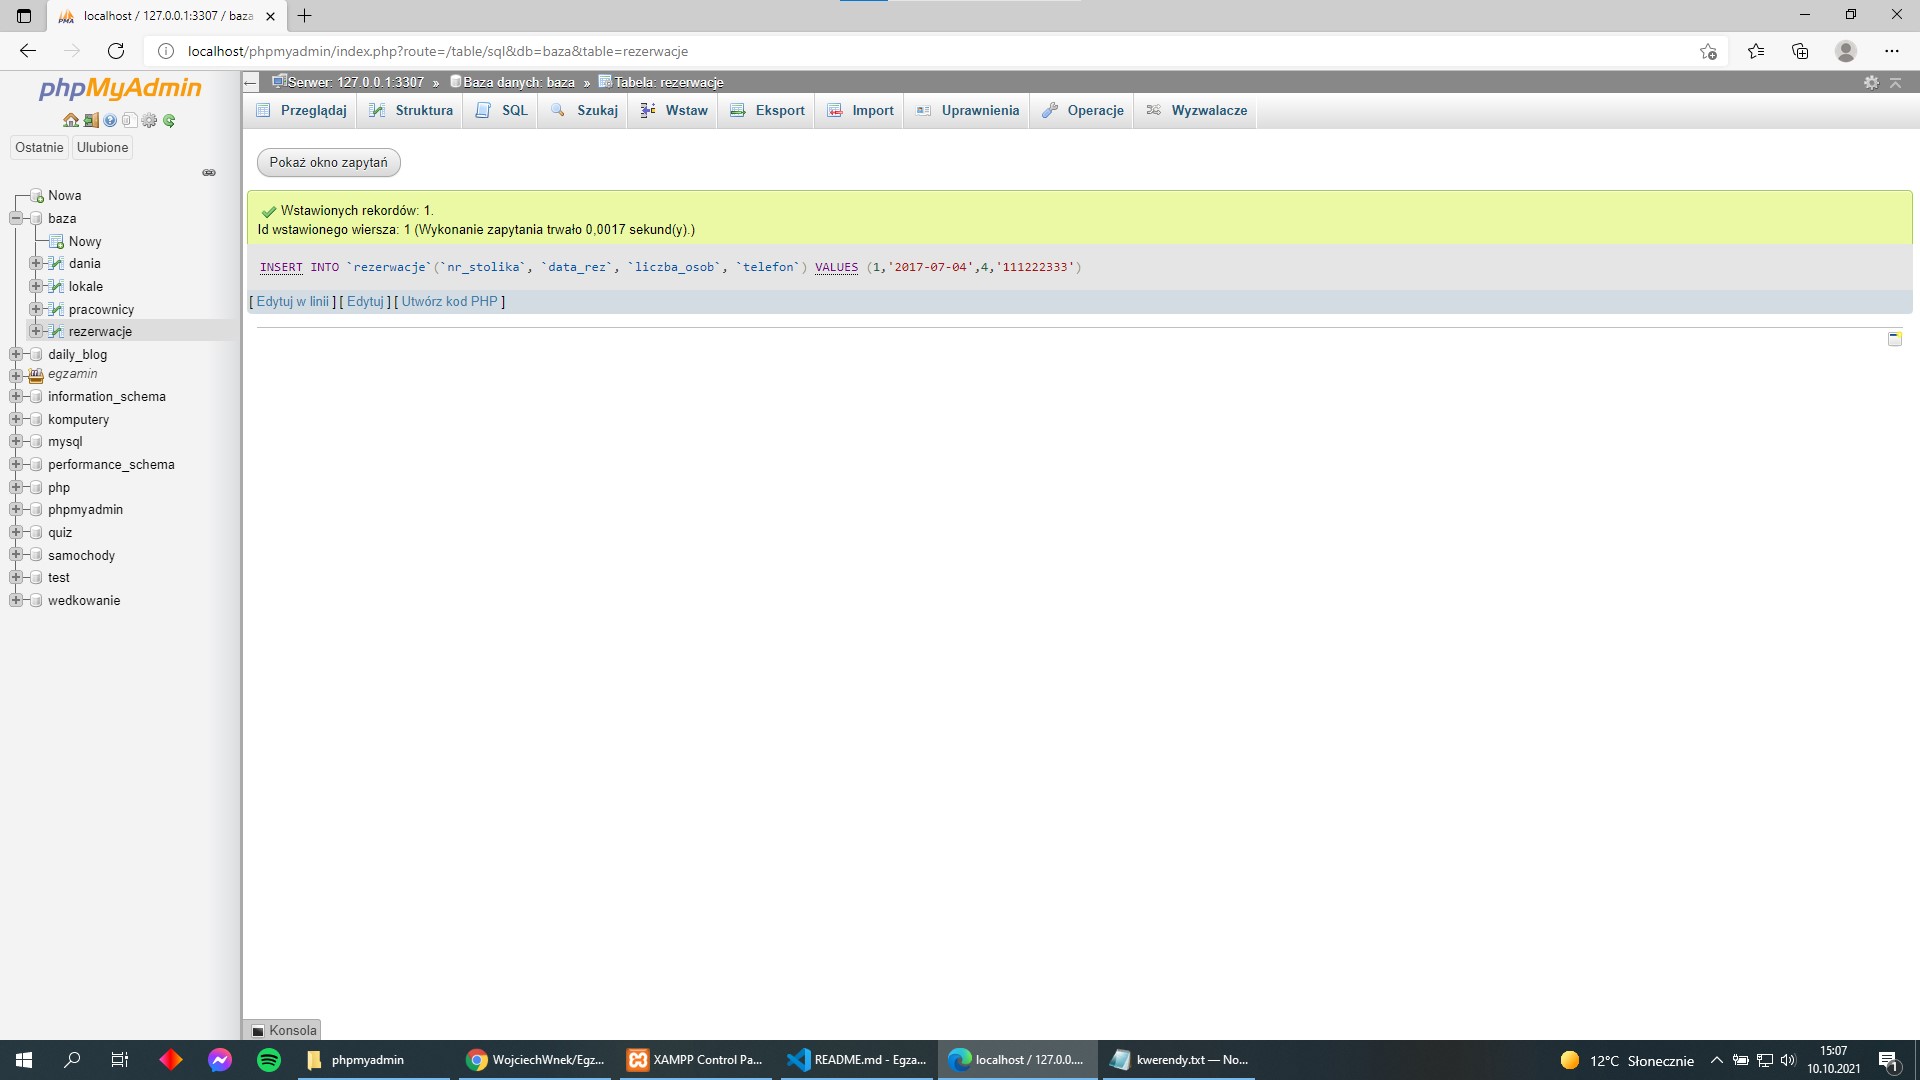 localhost / 127.0.0.1:3307 / baza
localhost/phpmyadmin/index.php?route=/table/sql&db=baza&table=rezerwacje
phpMyAdmin
Ostatnie Ulubione
Nowa
baza
Nowy
dania
lokale
pracownicy
rezerwacje
daily_blog
egzamin
information_schema
komputery
mysql
performance_schema
php
phpmyadmin
quiz
samochody
test
wedkowanie
Serwer: 127.0.0.1:3307 » Baza danych: baza » Tabela: rezerwacje
Przeglądaj Struktura SQL Szukaj Wstaw Eksport Import Uprawnienia Operacje Wyzwalacze
Pokaż okno zapytań
Wstawionych rekordów: 1.
Id wstawionego wiersza: 1 (Wykonanie zapytania trwało 0,0017 sekund(y).)
INSERT INTO `rezerwacje`(`nr_stolika`, `data_rez`, `liczba_osob`, `telefon`) VALUES (1,'2017-07-04',4,'111222333')
[ Edytuj w linii ] [ Edytuj ] [ Utwórz kod PHP ]
Konsola
phpmyadmin
WojciechWnek/Egz...
XAMPP Control Pa...
README.md - Egza...
localhost / 127.0.0....
kwerendy.txt — No...
12°C Słonecznie
15:07
10.10.2021
1